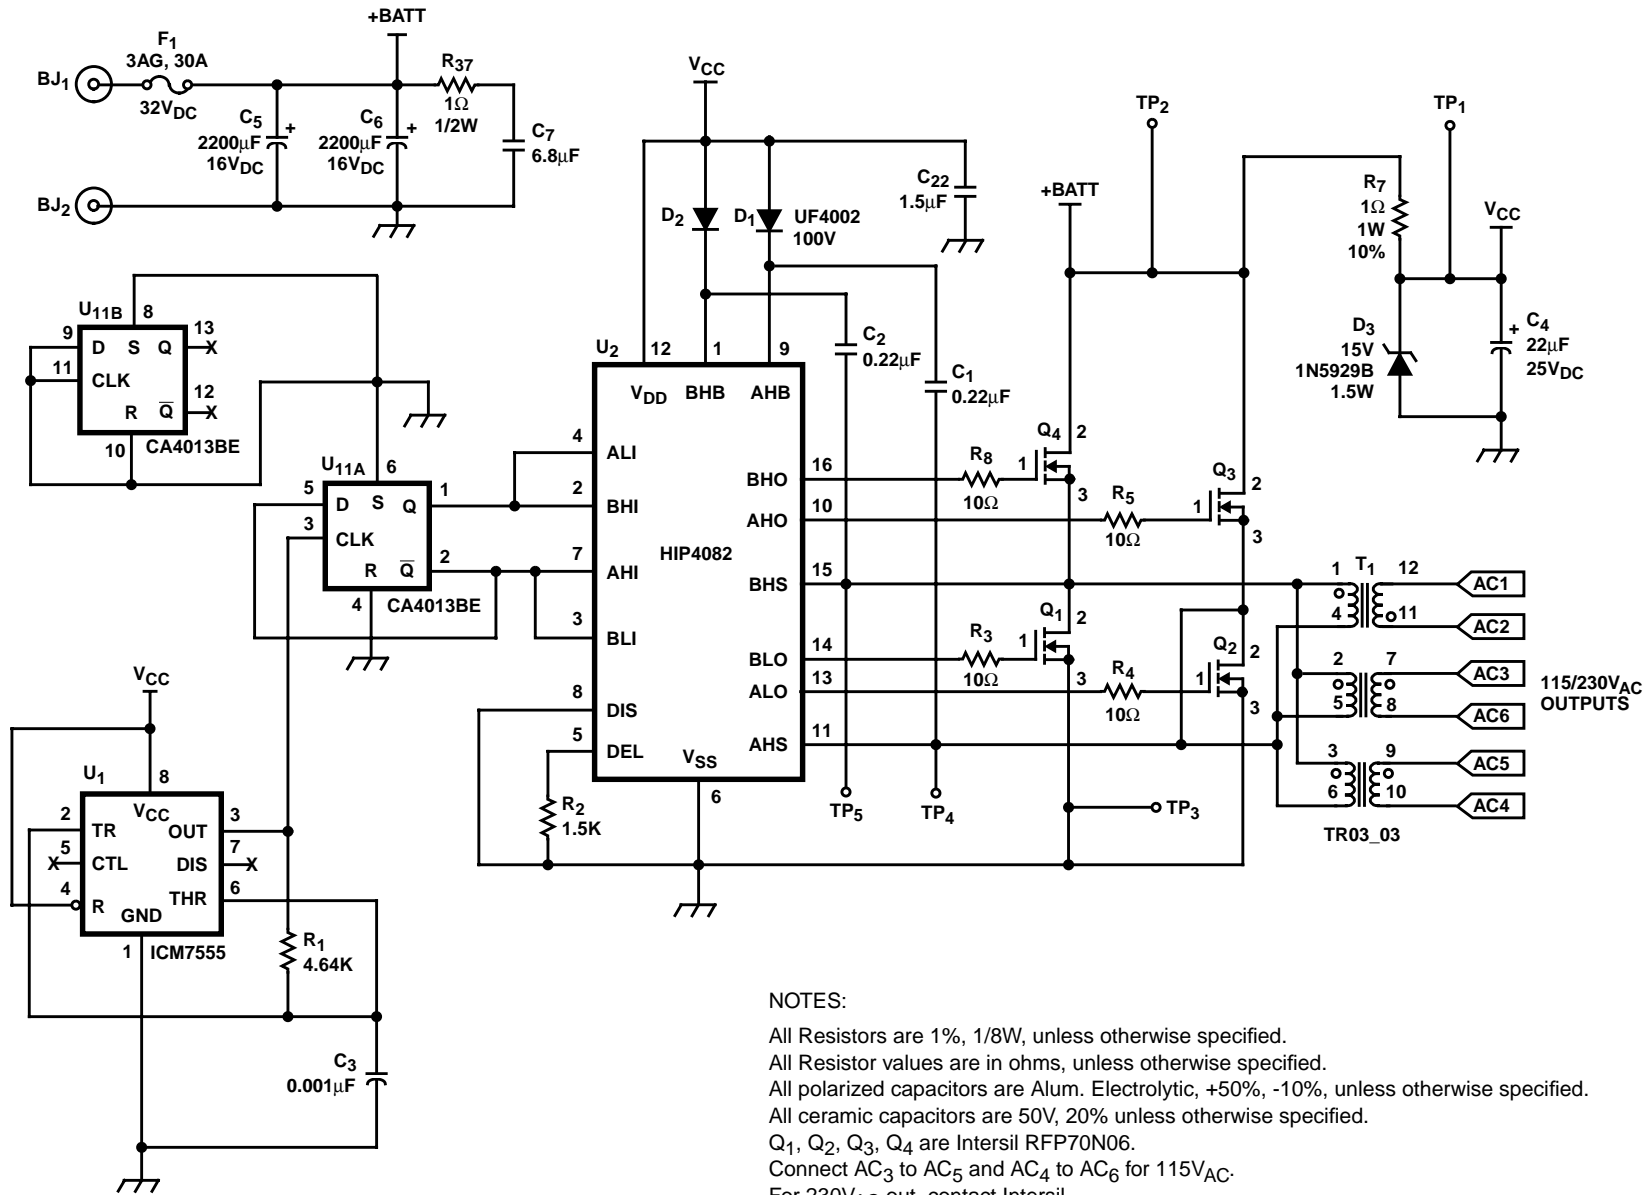 +BATT
F1
3AG, 30A
BJ1
32VDC
R37
1Ω
1/2W
C5
2200µF
16VDC
+
C6
2200µF
16VDC
+
C7
6.8µF
BJ2
VCC
D2
D1
UF4002
100V
C22
1.5µF
TP2
TP1
+BATT
R7
1Ω
1W
10%
VCC
D3
15V
1N5929B
1.5W
+
C4
22µF
25VDC
U11B
8
9
D
S
Q
13
X
11
CLK
12
R
Q
X
10
CA4013BE
U11A
6
5
D
S
Q
1
3
CLK
R
Q
2
4
CA4013BE
U2
12
1
9
VDD
BHB
AHB
C2
0.22µF
C1
0.22µF
4
ALI
2
BHI
7
AHI
3
BLI
8
DIS
5
DEL
HIP4082
VSS
6
BHO
16
AHO
10
BHS
15
BLO
14
ALO
13
AHS
11
R8
10Ω
R5
10Ω
R3
10Ω
R4
10Ω
Q4
1
2
3
Q3
1
2
3
Q1
1
2
3
Q2
1
2
3
R2
1.5K
TP5
TP4
TP3
1
T1
12
AC1
4
11
AC2
2
7
AC3
5
8
AC6
3
9
AC5
6
10
AC4
TR03_03
115/230VAC
OUTPUTS
VCC
U1
8
VCC
2
TR
OUT
3
5
X
CTL
DIS
7
X
4
R
THR
6
GND
1
ICM7555
R1
4.64K
C3
0.001µF
NOTES:
All Resistors are 1%, 1/8W, unless otherwise specified.
All Resistor values are in ohms, unless otherwise specified.
All polarized capacitors are Alum. Electrolytic, +50%, -10%, unless otherwise specified.
All ceramic capacitors are 50V, 20% unless otherwise specified.
Q1, Q2, Q3, Q4 are Intersil RFP70N06.
Connect AC3 to AC5 and AC4 to AC6 for 115VAC.
For 230VAC out, contact Intersil.